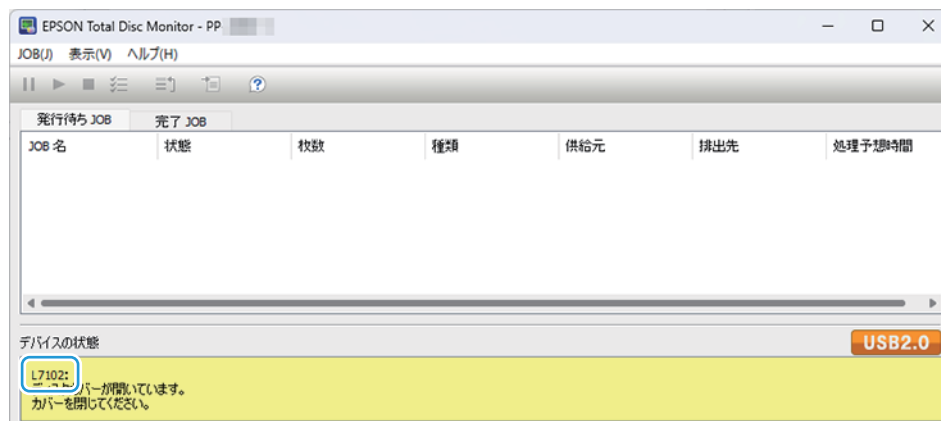 EPSON Total Disc Monitor - PP
JOB(J) 表示(V) ヘルプ(H)
発行待ち JOB 完了 JOB
JOB 名 状態 枚数 種類 供給元 排出先 処理予想時間
デバイスの状態 USB2.0
L7102:
バーが開いています。
カバーを閉じてください。